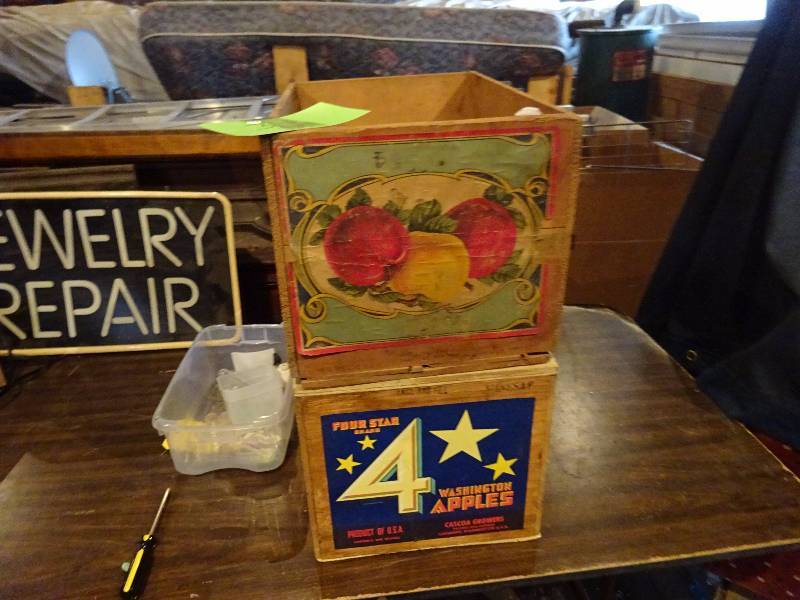 EWELRY
REPAIR
FOUR STAR
BRAND
4
WASHINGTON
APPLES
PRODUCT OF U.S.A.
CASCOA GROWERS